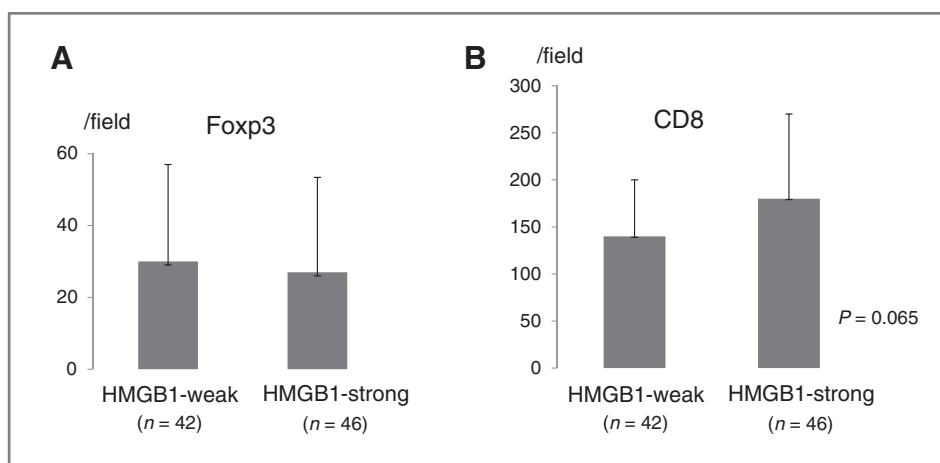 A
/field
Foxp3
60
40
20
0
HMGB1-weak
(n = 42)
HMGB1-strong
(n = 46)
B
/field
CD8
300
250
200
150
100
50
0
P = 0.065
HMGB1-weak
(n = 42)
HMGB1-strong
(n = 46)